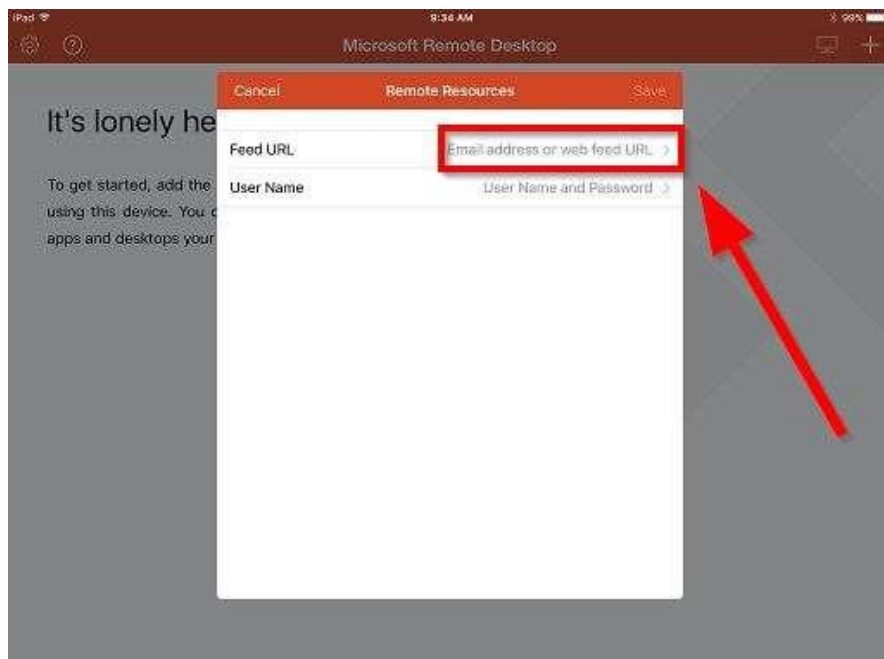 iPad
9:34 AM
99%
Microsoft Remote Desktop
Cancel
Remote Resources
Save
It's lonely he
Feed URL
Email address or web feed URL
To get started, add the
User Name
User Name and Password
using this device. You c
apps and desktops your